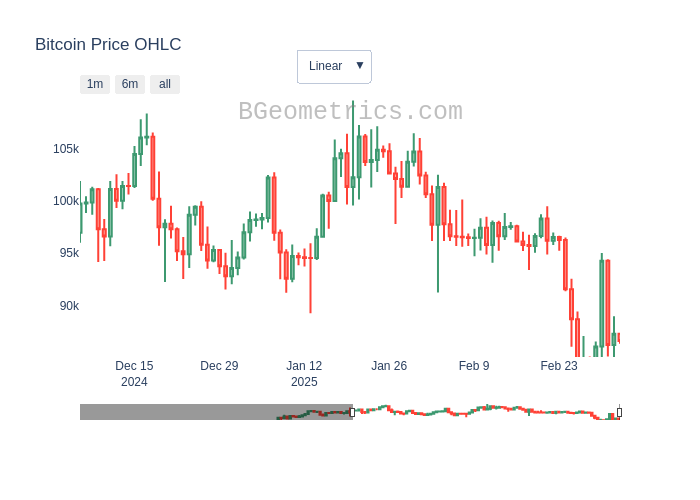 Bitcoin Price OHLC
Linear ▼
1m 6m all
BGeometrics.com
105k
100k
95k
90k
Dec 15 Dec 29 Jan 12 Jan 26 Feb 9 Feb 23
2024 2025